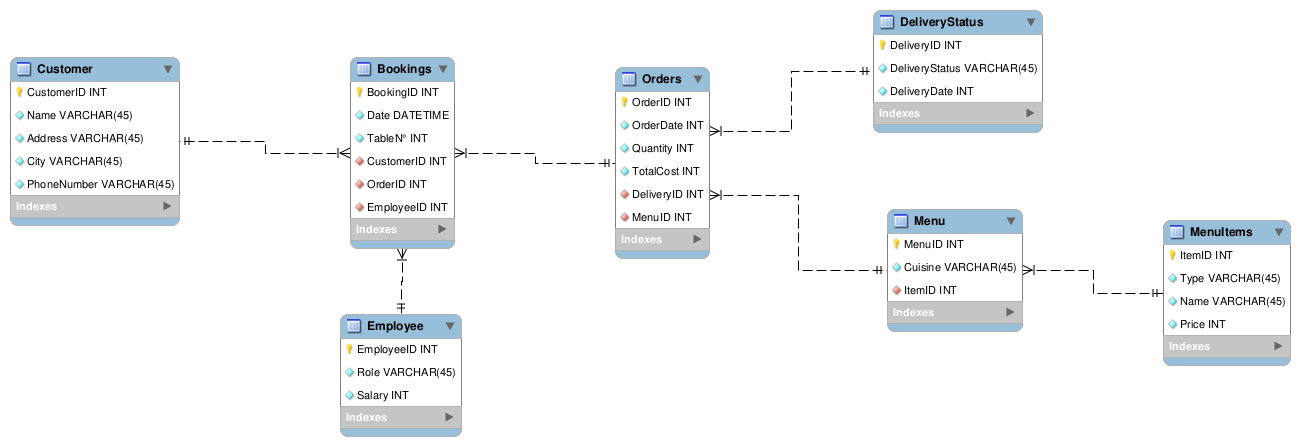 Customer
CustomerID INT
Name VARCHAR(45)
Address VARCHAR(45)
City VARCHAR(45)
PhoneNumber VARCHAR(45)
Indexes
Bookings
BookingID INT
Date DATETIME
TableN° INT
CustomerID INT
OrderID INT
EmployeeID INT
Indexes
Employee
EmployeeID INT
Role VARCHAR(45)
Salary INT
Indexes
Orders
OrderID INT
OrderDate INT
Quantity INT
TotalCost INT
DeliveryID INT
MenuID INT
Indexes
DeliveryStatus
DeliveryID INT
DeliveryStatus VARCHAR(45)
DeliveryDate INT
Indexes
Menu
MenuID INT
Cuisine VARCHAR(45)
ItemID INT
Indexes
MenuItems
ItemID INT
Type VARCHAR(45)
Name VARCHAR(45)
Price INT
Indexes